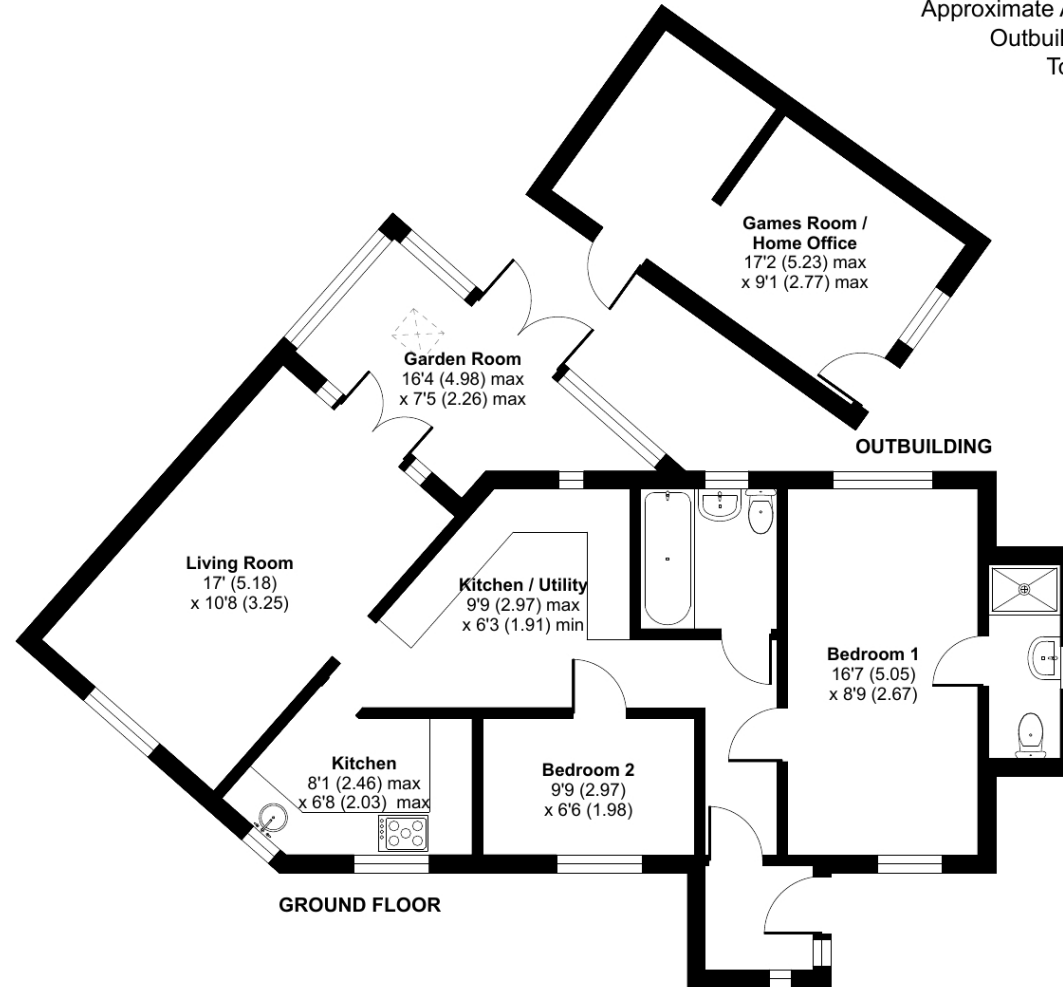 Approximate A
Outbuil
To
Games Room /
Home Office
17'2 (5.23) max
x 9'1 (2.77) max
Garden Room
16'4 (4.98) max
x 7'5 (2.26) max
OUTBUILDING
Living Room
17' (5.18)
x 10'8 (3.25)
Kitchen / Utility
9'9 (2.97) max
x 6'3 (1.91) min
Bedroom 1
16'7 (5.05)
x 8'9 (2.67)
Kitchen
8'1 (2.46) max
x 6'8 (2.03) max
Bedroom 2
9'9 (2.97)
x 6'6 (1.98)
GROUND FLOOR